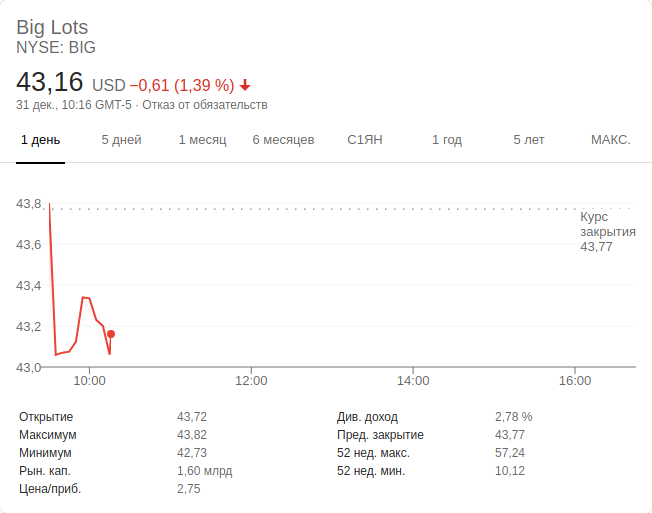 Big Lots
NYSE: BIG
43,16 USD −0,61 (1,39 %)
31 дек., 10:16 GMT-5 · Отказ от обязательств
1 день 5 дней 1 месяц 6 месяцев С1ЯН 1 год 5 лет МАКС.
43,8
43,6
43,4
43,2
43,0
Курс
закрытия
43,77
10:00 12:00 14:00 16:00
Открытие 43,72 Див. доход 2,78 %
Максимум 43,82 Пред. закрытие 43,77
Минимум 42,73 52 нед. макс. 57,24
Рын. кап. 1,60 млрд 52 нед. мин. 10,12
Цена/приб. 2,75